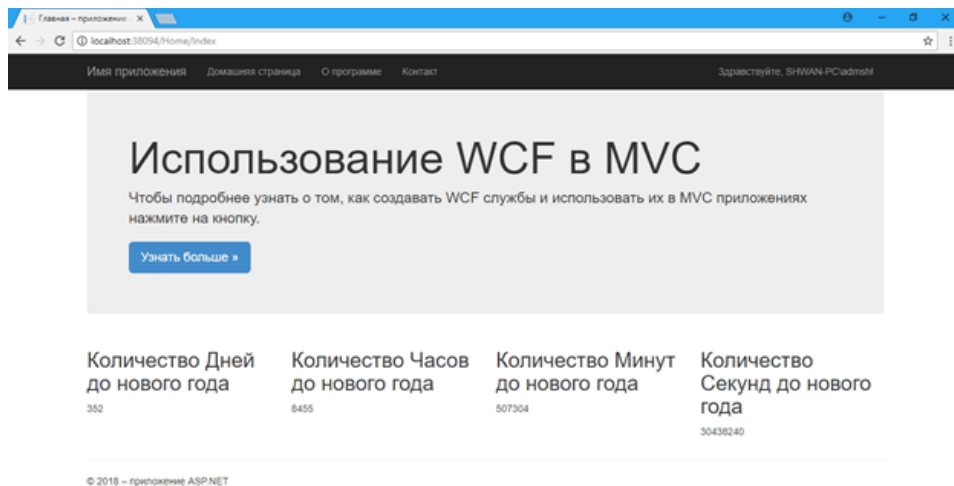 Главная – приложение
localhost:38094/Home/Index
Имя приложения Домашняя страница О программе Контакт Здравствуйте, SHWAN-PC\admsh!
Использование WCF в MVC
Чтобы подробнее узнать о том, как создавать WCF службы и использовать их в MVC приложениях
нажмите на кнопку.
Узнать больше »
Количество Дней
до нового года
352
Количество Часов
до нового года
8455
Количество Минут
до нового года
507304
Количество
Секунд до нового
года
30438240
© 2018 – приложение ASP.NET